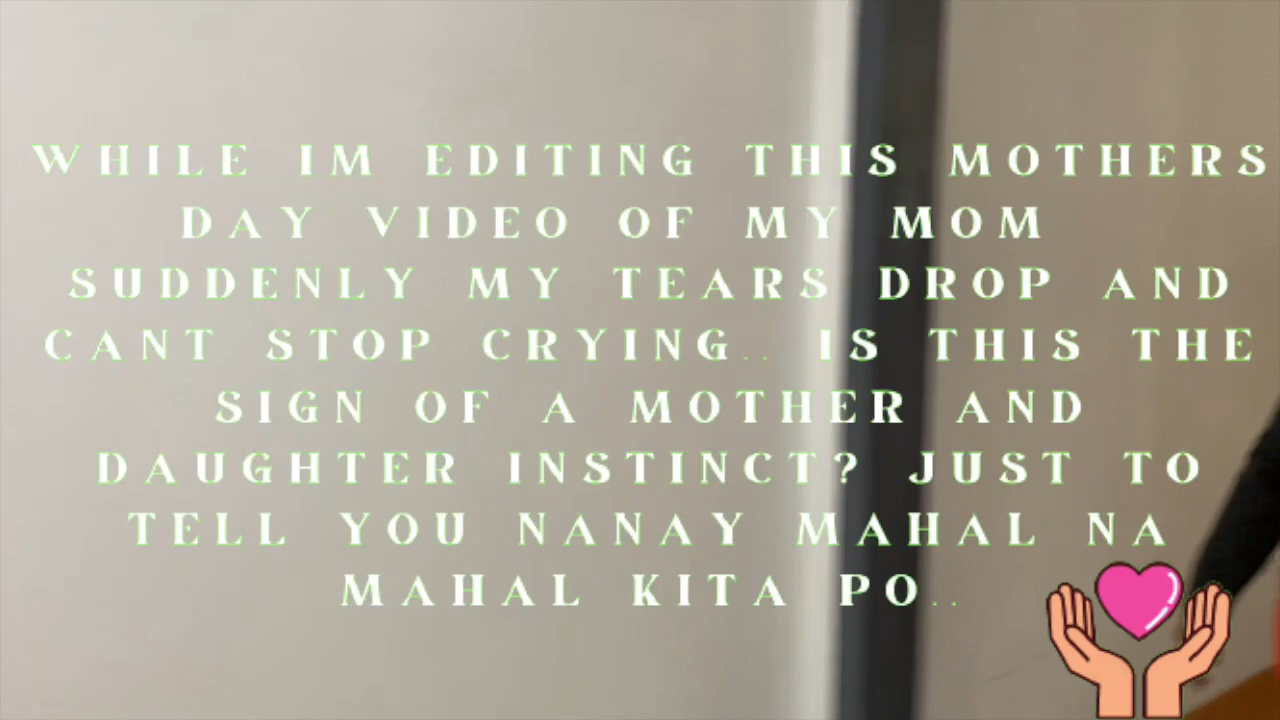 WHILE IM EDITING THIS MOTHERS
DAY VIDEO OF MY MOM
SUDDENLY MY TEARS DROP AND
CANT STOP CRYING.. IS THIS THE
SIGN OF A MOTHER AND
DAUGHTER INSTINCT? JUST TO
TELL YOU NANAY MAHAL NA
MAHAL KITA PO..